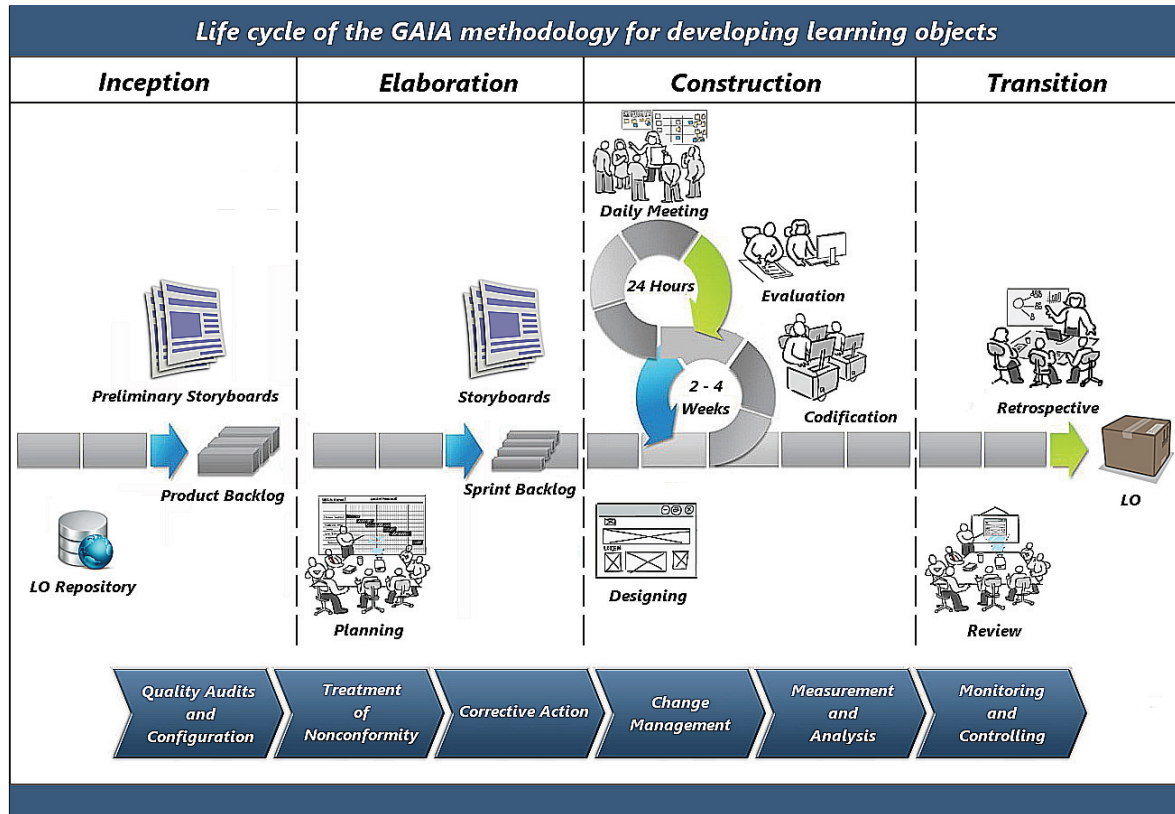 Life cycle of the GAIA methodology for developing learning objects
Inception
Elaboration
Construction
Transition
Daily Meeting
24 Hours
Evaluation
Preliminary Storyboards
Storyboards
2 - 4
Weeks
Codification
Retrospective
Product Backlog
Sprint Backlog
LO
LO Repository
Planning
Designing
Review
Quality Audits
and
Configuration
Treatment
of
Nonconformity
Corrective Action
Change
Management
Measurement
and
Analysis
Monitoring
and
Controlling